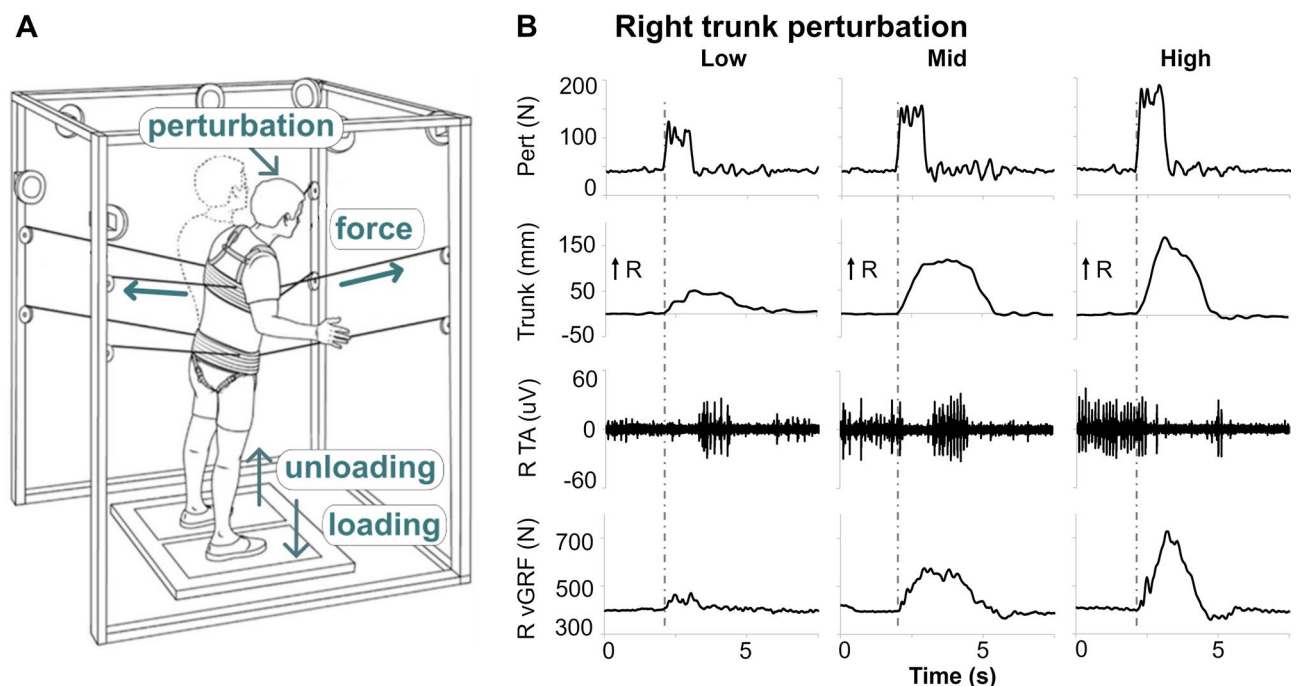 A
perturbation
force
unloading
loading
B
Right trunk perturbation
Low
Mid
High
Pert (N)
200
100
0
Trunk (mm)
150
50
-50
↑ R
↑ R
↑ R
R TA (uV)
60
0
-60
R vGRF (N)
700
500
300
0
5
0
5
0
5
Time (s)